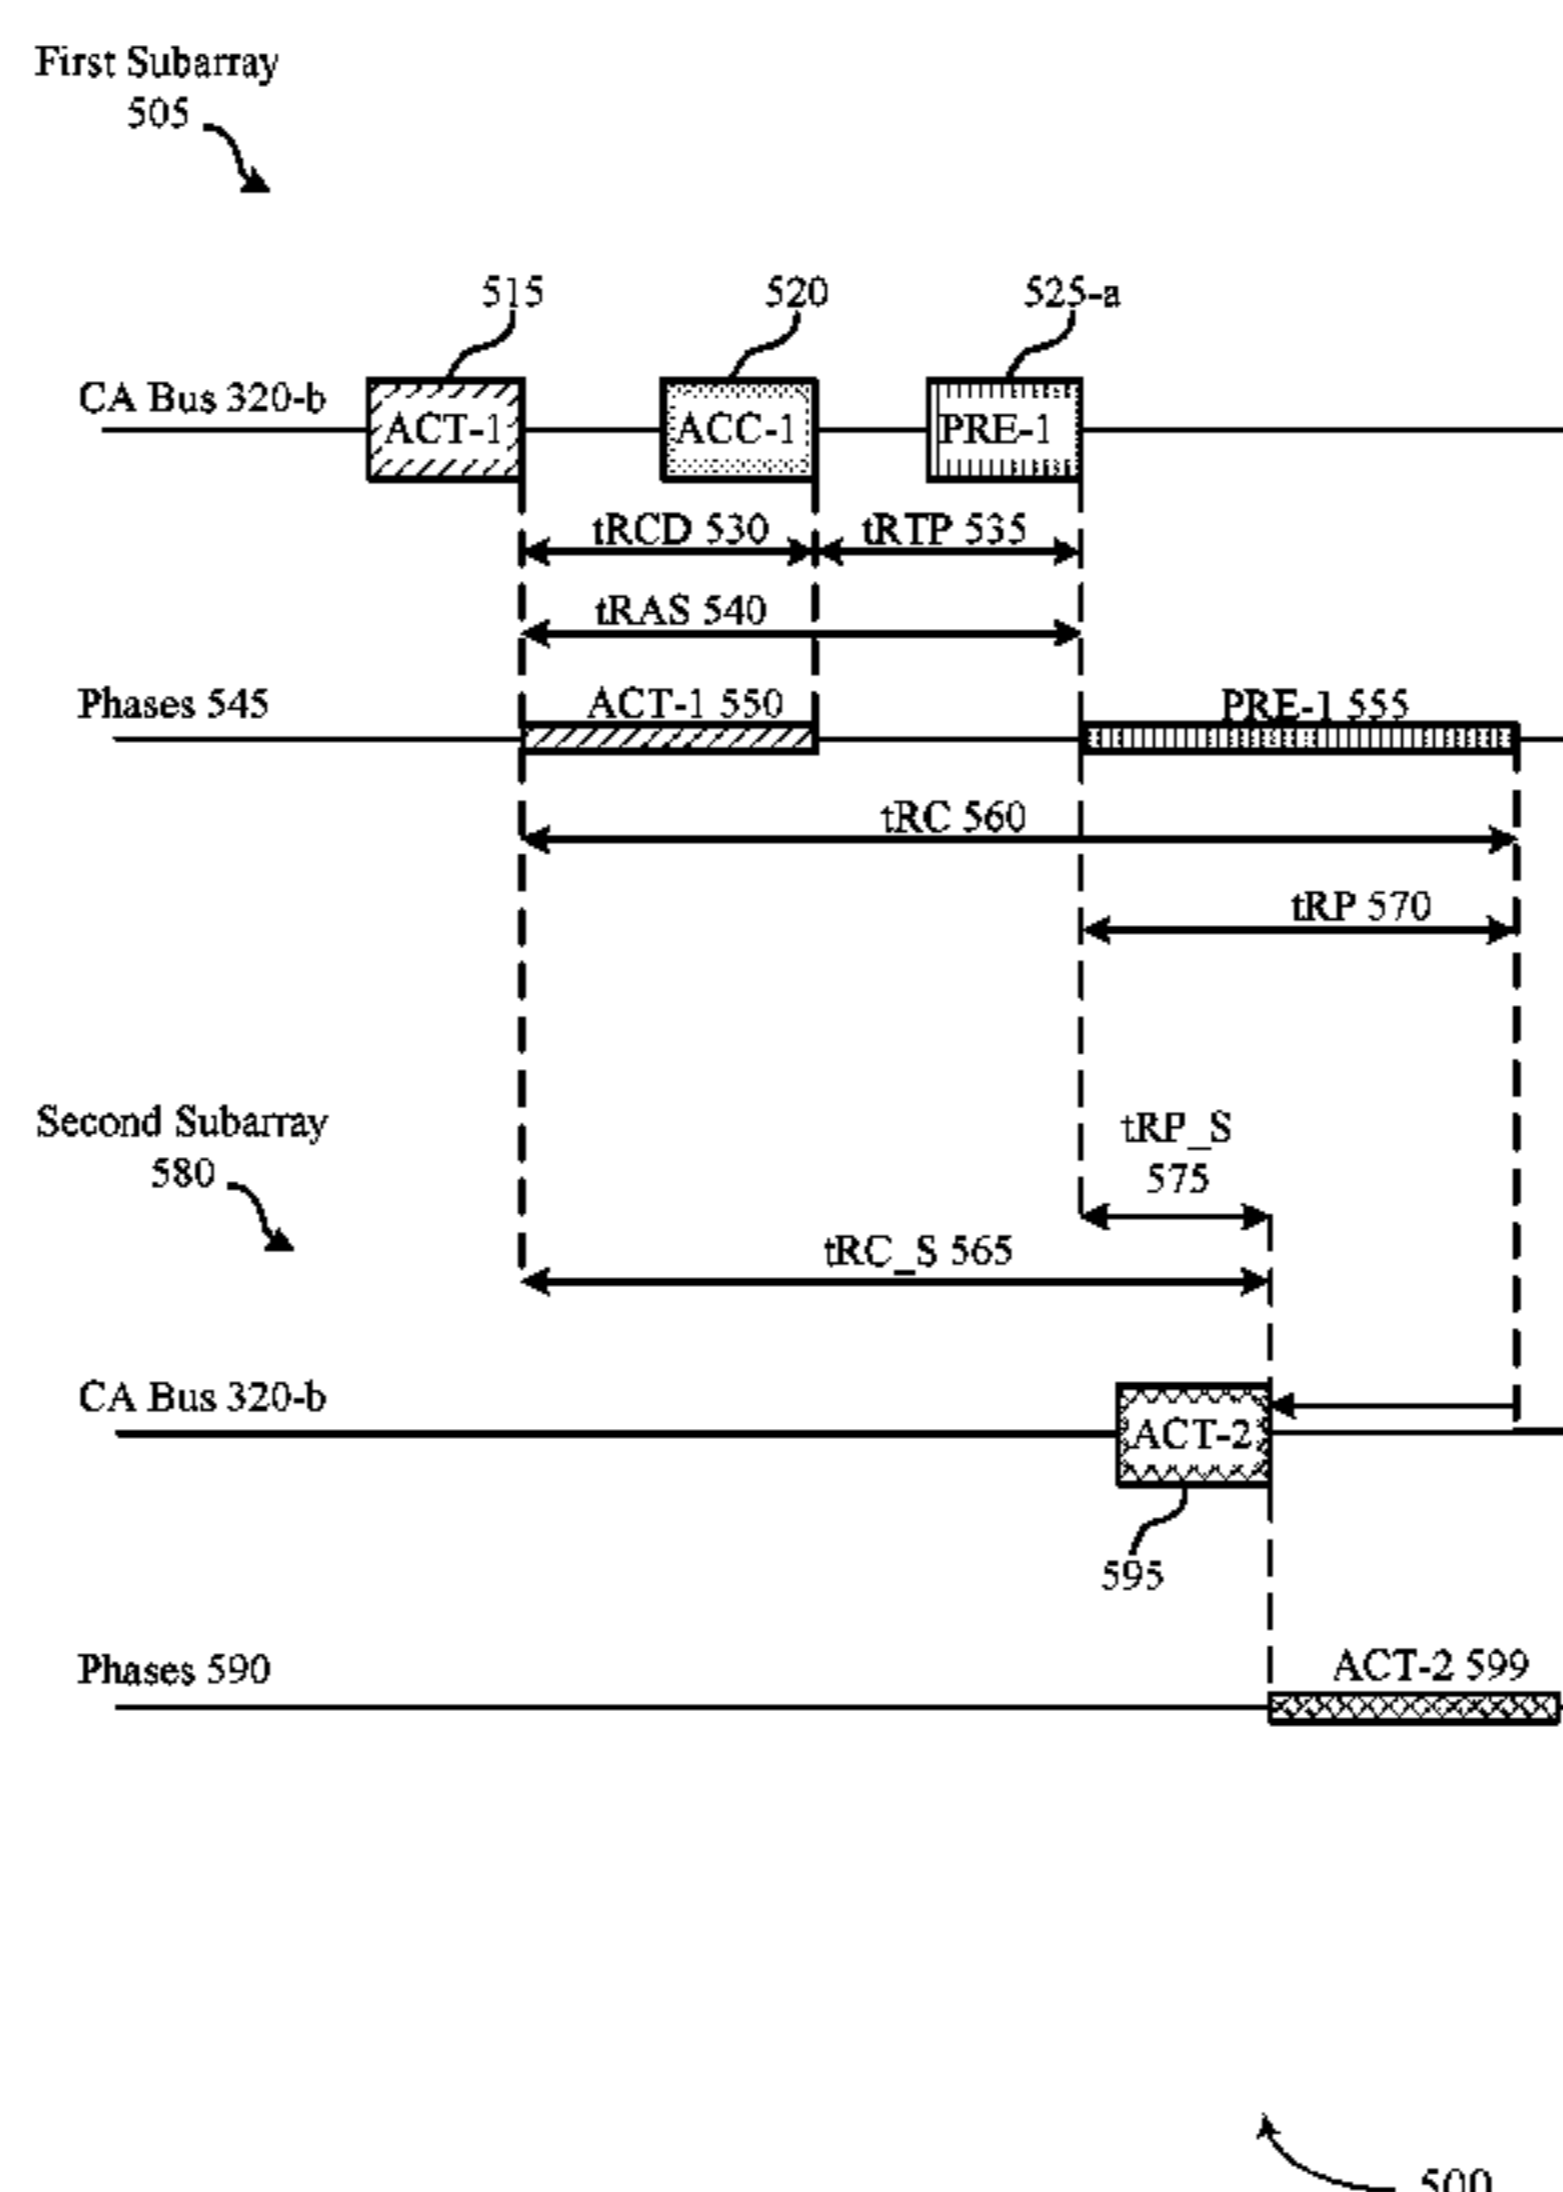 First Subarray
505
515
520
525-a
CA Bus 320-b
ACT-1
ACC-1
PRE-1
tRCD 530
tRTP 535
tRAS 540
Phases 545
ACT-1 550
PRE-1 555
tRC 560
tRP 570
Second Subarray
580
tRP_S
575
tRC_S 565
CA Bus 320-b
ACT-2
595
Phases 590
ACT-2 599
500